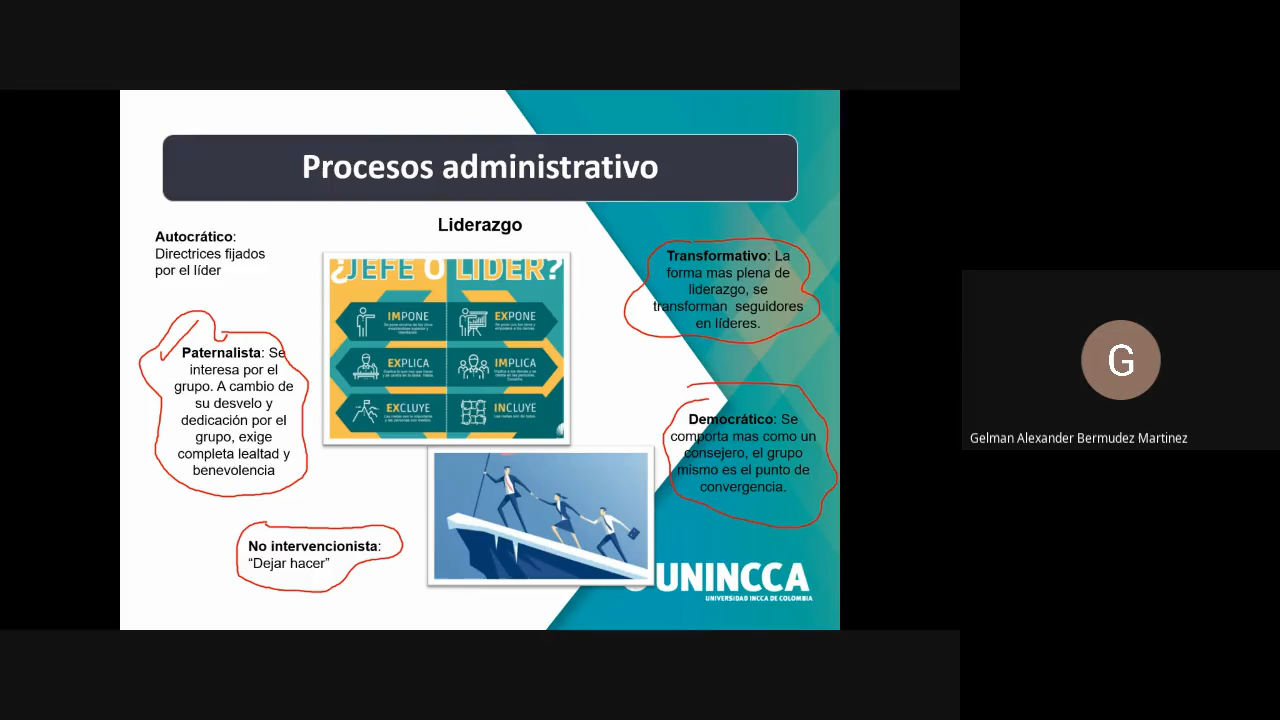 Procesos administrativo
Liderazgo
Autocrático:
Directrices fijados
por el líder
Paternalista: Se
interesa por el
grupo. A cambio de
su desvelo y
dedicación por el
grupo, exige
completa lealtad y
benevolencia
No intervencionista:
“Dejar hacer”
¿JEFE O LÍDER?
IMPONE
EXPONE
EXPLICA
IMPLICA
EXCLUYE
INCLUYE
Transformativo: La
forma mas plena de
liderazgo, se
transforman seguidores
en líderes.
Democrático: Se
comporta mas como un
consejero, el grupo
mismo es el punto de
convergencia.
UNINCCA
UNIVERSIDAD INCCA DE COLOMBIA
G
Gelman Alexander Bermudez Martinez